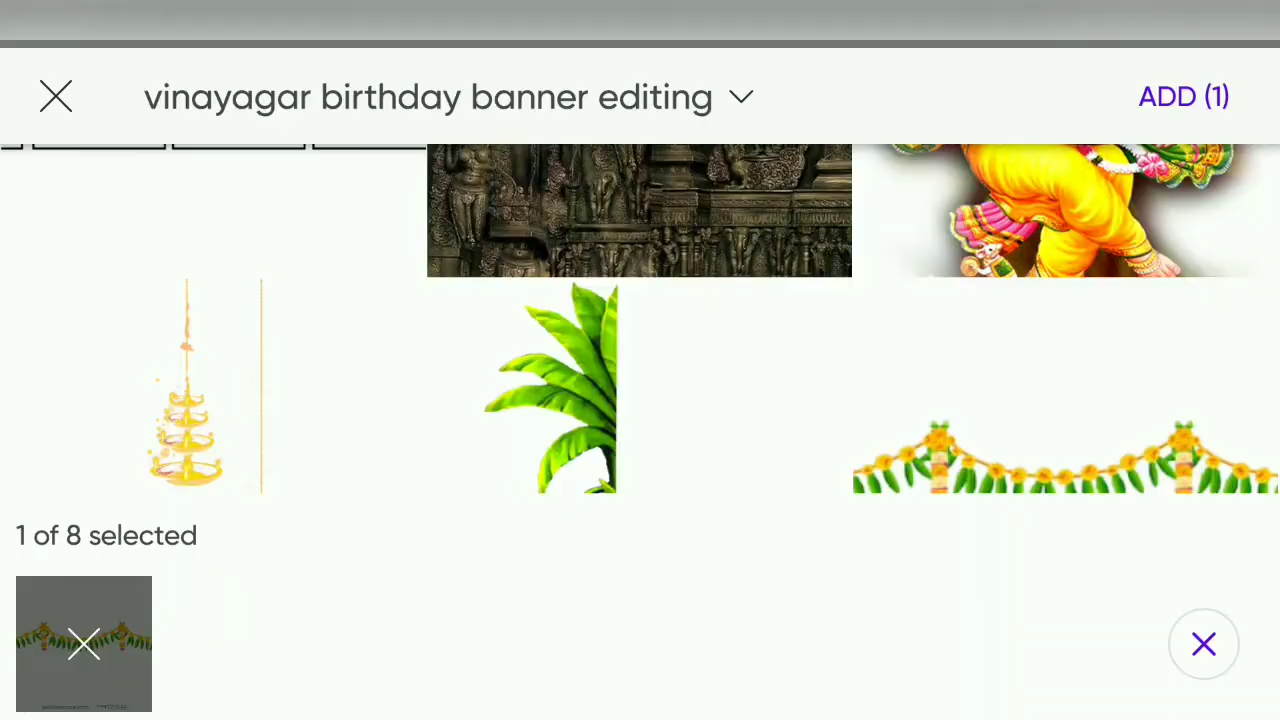 vinayagar birthday banner editing
ADD (1)
1 of 8 selected